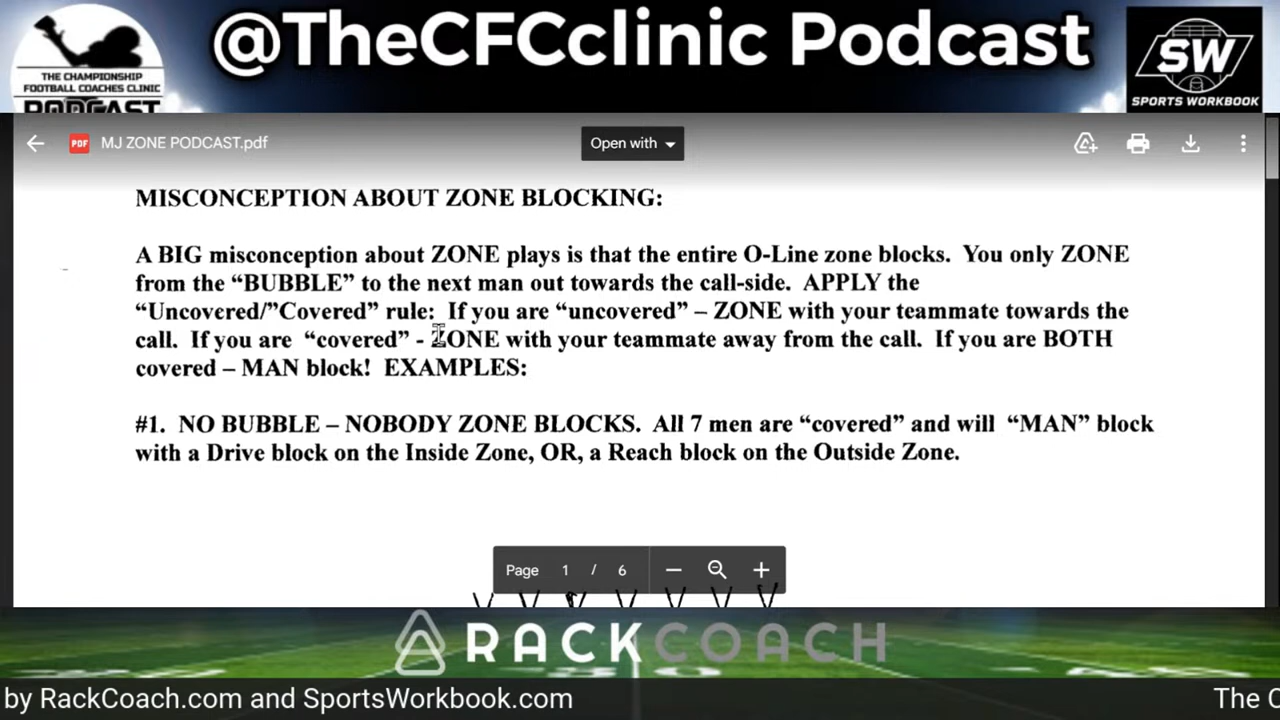 @TheCFCclinic Podcast
THE CHAMPIONSHIP
FOOTBALL COACHES CLINIC
PODCAST
SW
SPORTS WORKBOOK
PDF
MJ ZONE PODCAST.pdf
Open with
MISCONCEPTION ABOUT ZONE BLOCKING:
A BIG misconception about ZONE plays is that the entire O-Line zone blocks. You only ZONE
from the “BUBBLE” to the next man out towards the call-side. APPLY the
“Uncovered/”Covered” rule: If you are “uncovered” – ZONE with your teammate towards the
call. If you are “covered” - ZONE with your teammate away from the call. If you are BOTH
covered – MAN block! EXAMPLES:
#1. NO BUBBLE – NOBODY ZONE BLOCKS. All 7 men are “covered” and will “MAN” block
with a Drive block on the Inside Zone, OR, a Reach block on the Outside Zone.
Page 1 / 6
RACKCOACH
by RackCoach.com and SportsWorkbook.com
The